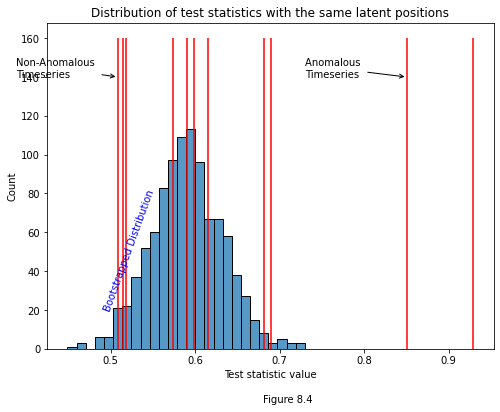 Distribution of test statistics with the same latent positions
160
140
120
100
80
60
40
20
0
Count
Non-Anomalous
Timeseries
Anomalous
Timeseries
Bootstrapped Distribution
0.5 0.6 0.7 0.8 0.9
Test statistic value
Figure 8.4